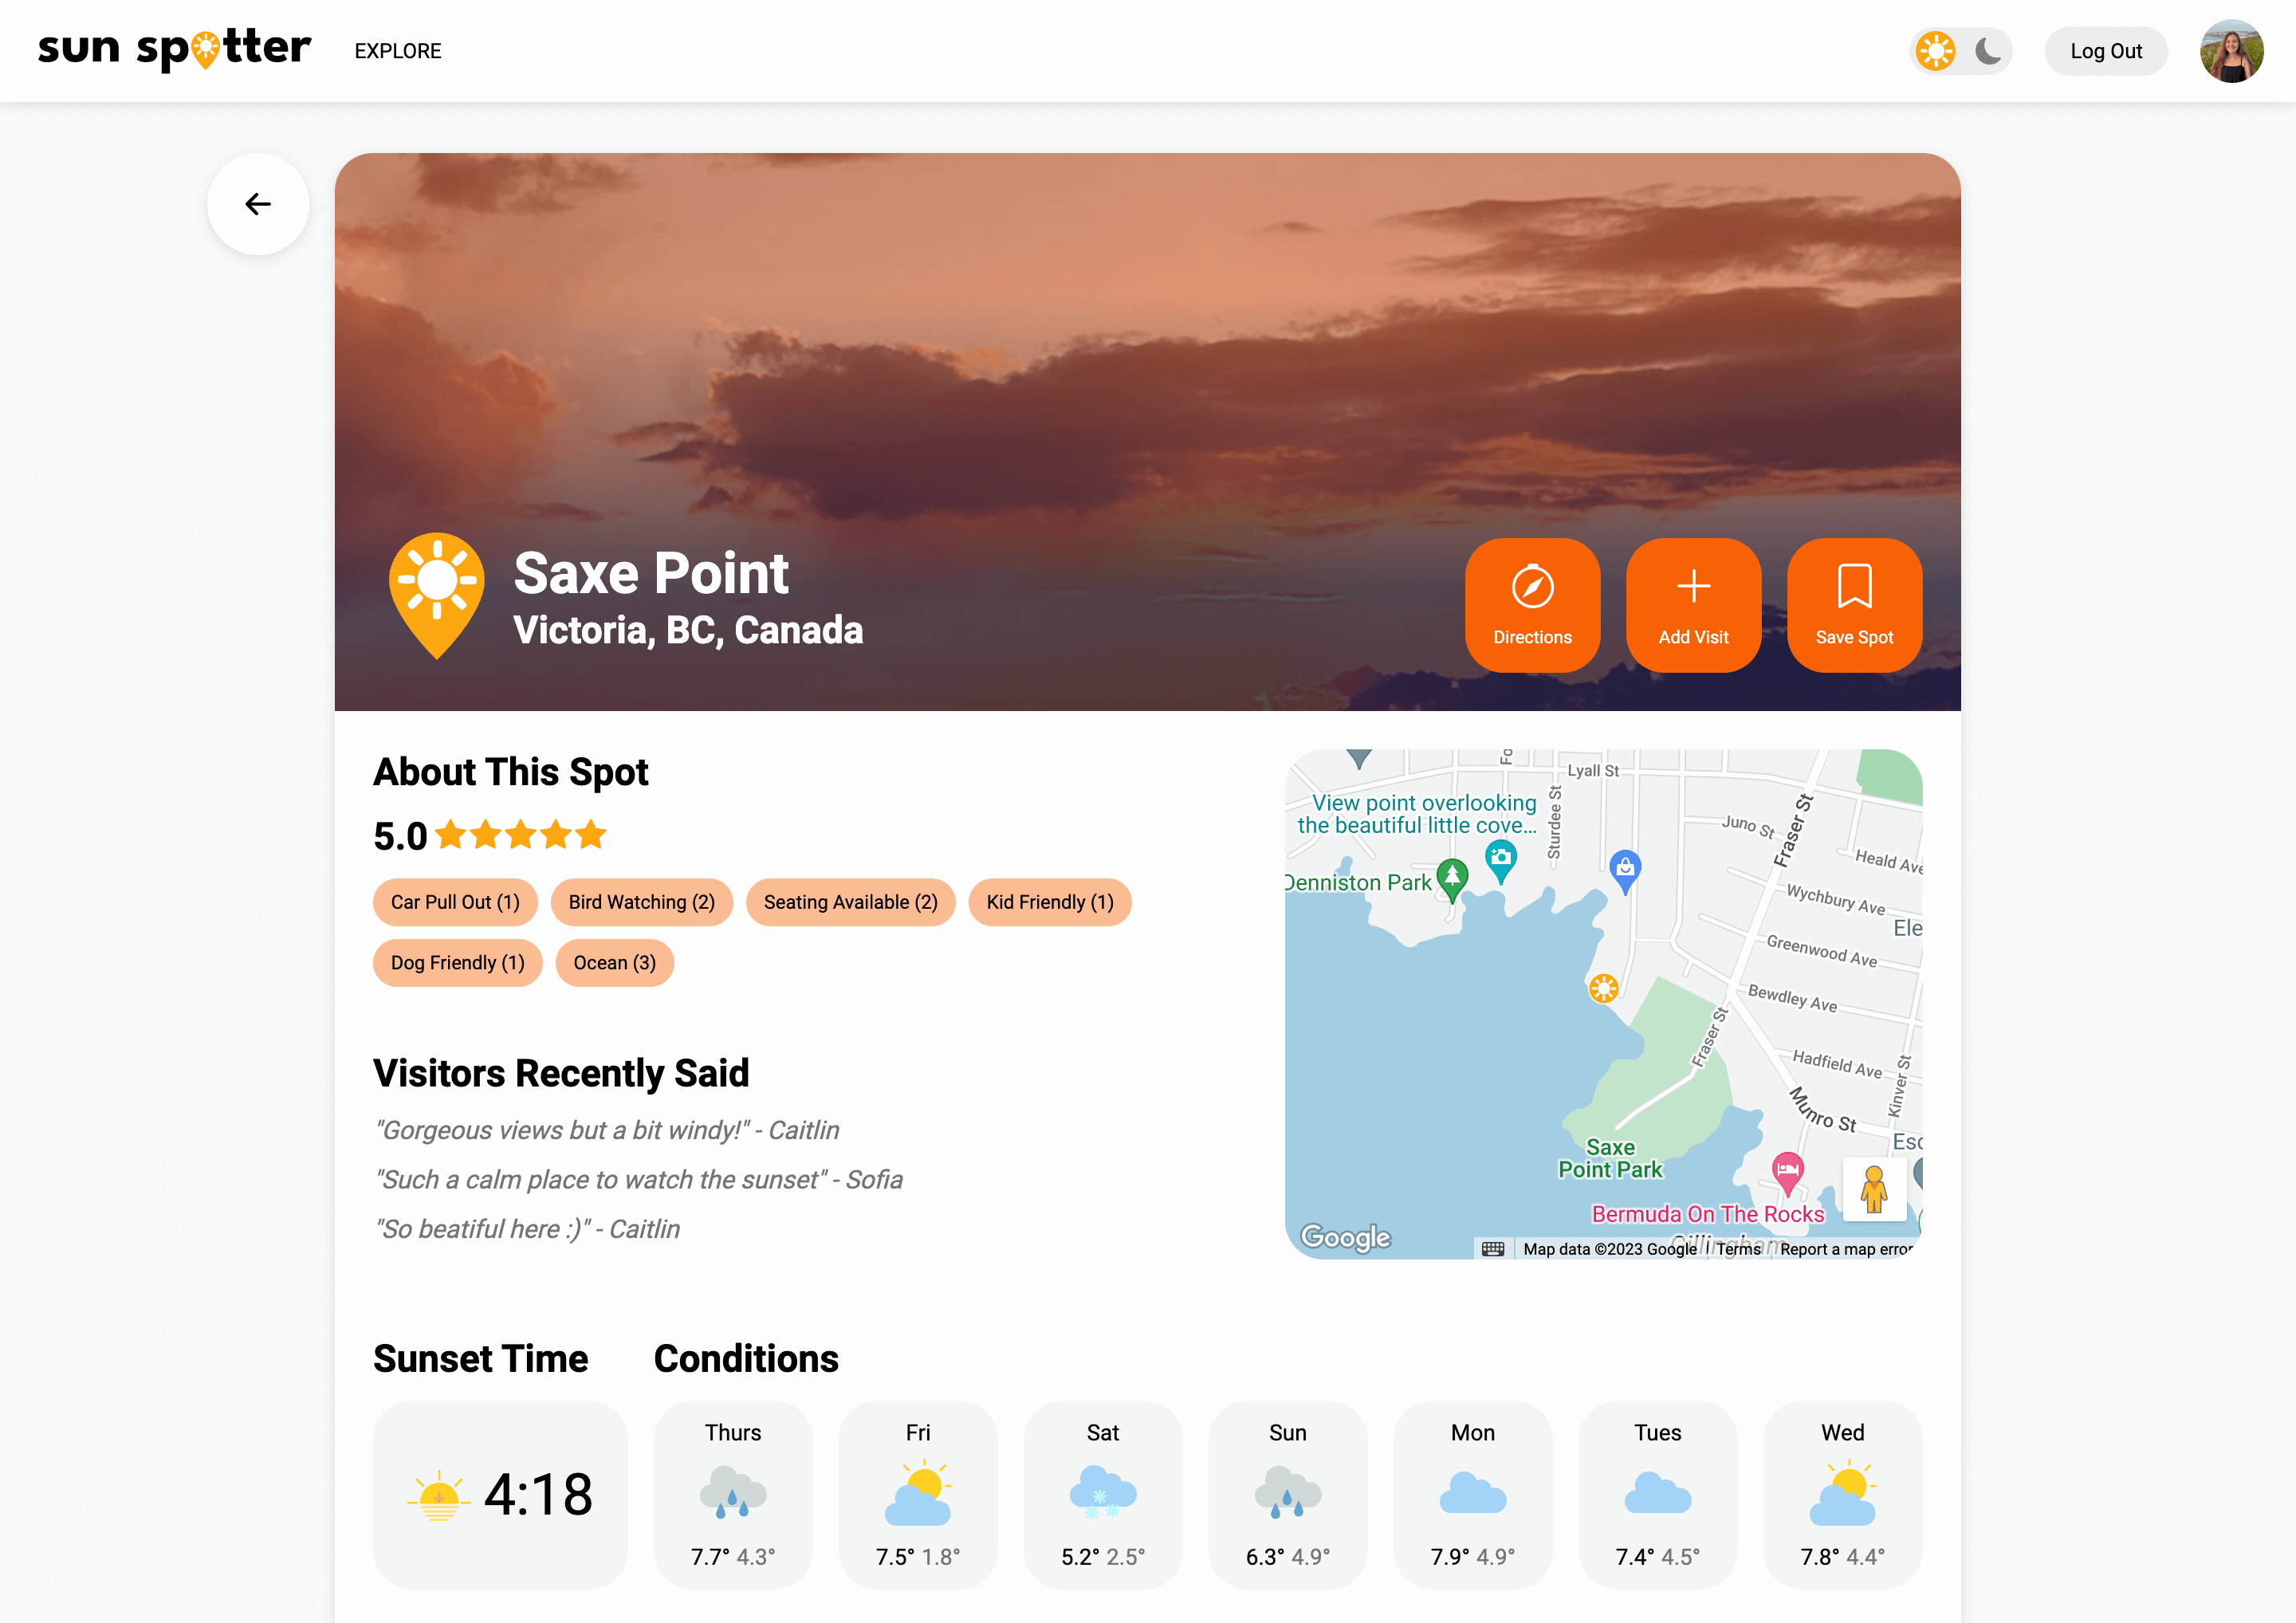 sun spotter
EXPLORE
Log Out
Saxe Point
Victoria, BC, Canada
Directions
Add Visit
Save Spot
About This Spot
5.0
Car Pull Out (1)
Bird Watching (2)
Seating Available (2)
Kid Friendly (1)
Dog Friendly (1)
Ocean (3)
Visitors Recently Said
"Gorgeous views but a bit windy!" - Caitlin
"Such a calm place to watch the sunset" - Sofia
"So beatiful here :)" - Caitlin
Fo
Lyall St
View point overlooking
the beautiful little cove...
Sturdee St
Juno St
Fraser St
Heald Ave
Denniston Park
Wychbury Ave
Ele
Greenwood Ave
Bewdley Ave
Fraser St
Hadfield Ave
Kinver St
Munro St
Esq
Saxe
Point Park
Bermuda On The Rocks
Gillingham
Google
Map data ©2023 Google
Terms
Report a map error
Sunset Time
Conditions
4:18
Thurs
7.7° 4.3°
Fri
7.5° 1.8°
Sat
5.2° 2.5°
Sun
6.3° 4.9°
Mon
7.9° 4.9°
Tues
7.4° 4.5°
Wed
7.8° 4.4°